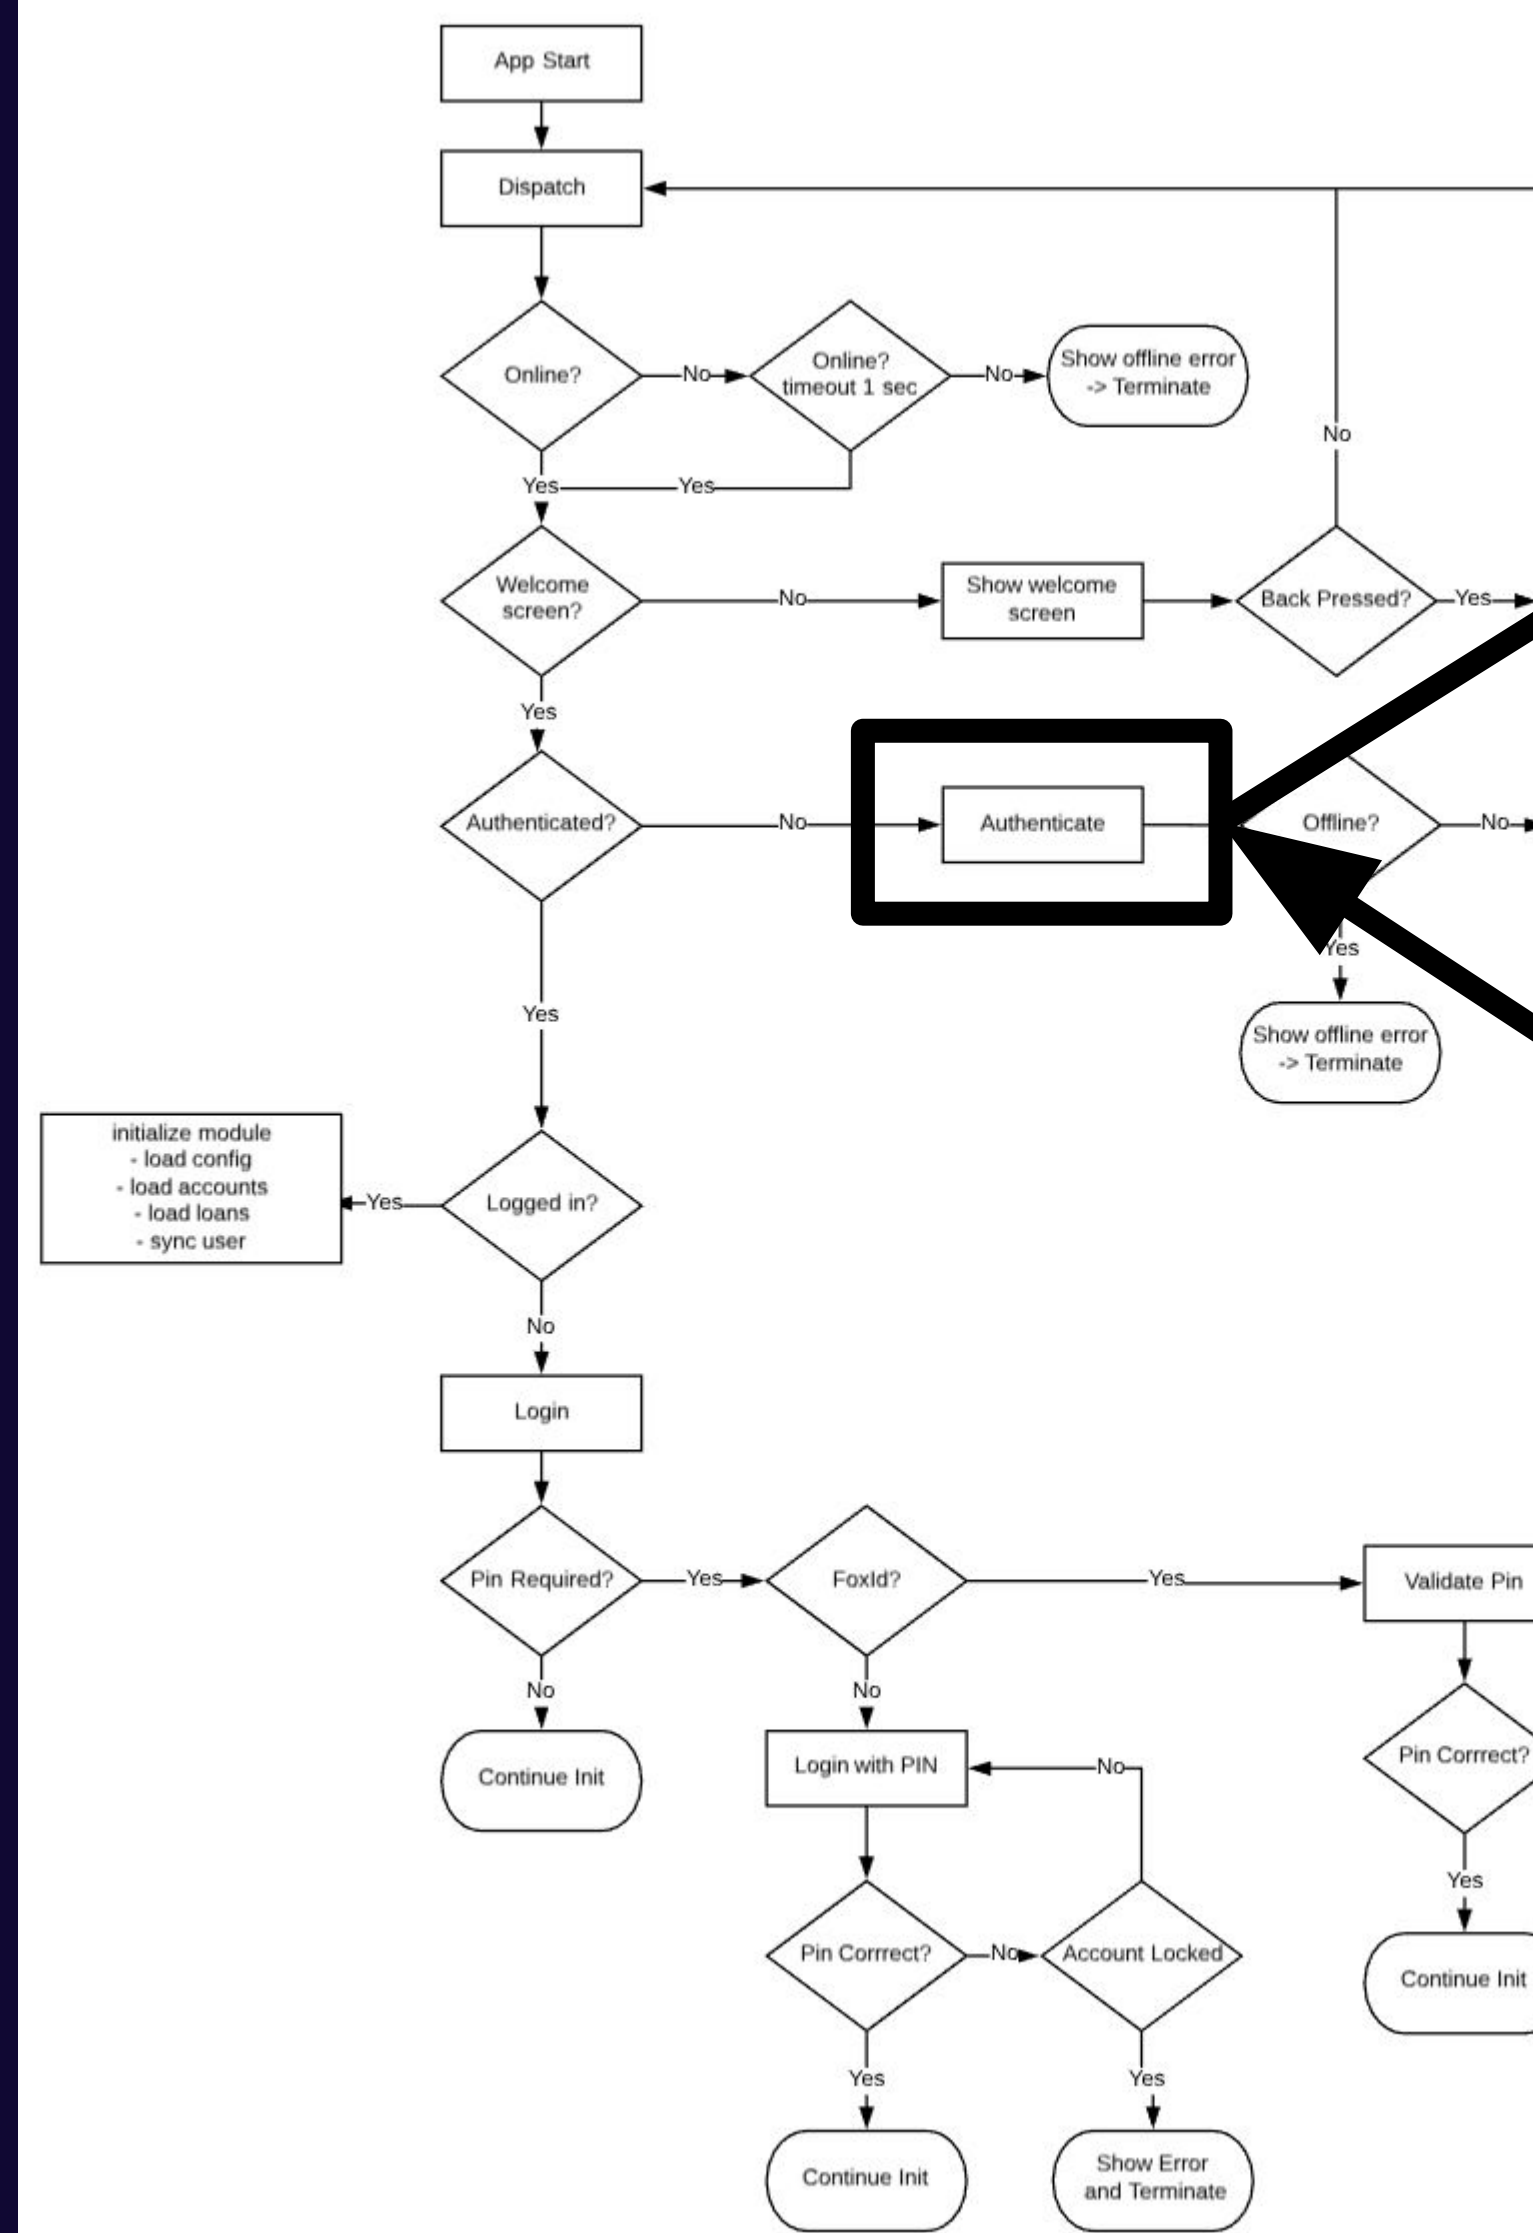 App Start
Dispatch
Online?
No
Online?
timeout 1 sec
No
Show offline error
-> Terminate
No
Yes
Yes
Welcome
screen?
No
Show welcome
screen
Back Pressed?
Yes
Yes
Authenticated?
No
Authenticate
Offline?
No
Yes
Show offline error
-> Terminate
Yes
initialize module
- load config
- load accounts
- load loans
- sync user
Yes
Logged in?
No
Login
Pin Required?
Yes
FoxId?
Yes
Validate Pin
No
No
Continue Init
Login with PIN
No
Pin Corrrect?
Yes
Pin Corrrect?
No
Account Locked
Continue Init
Yes
Yes
Continue Init
Show Error
and Terminate